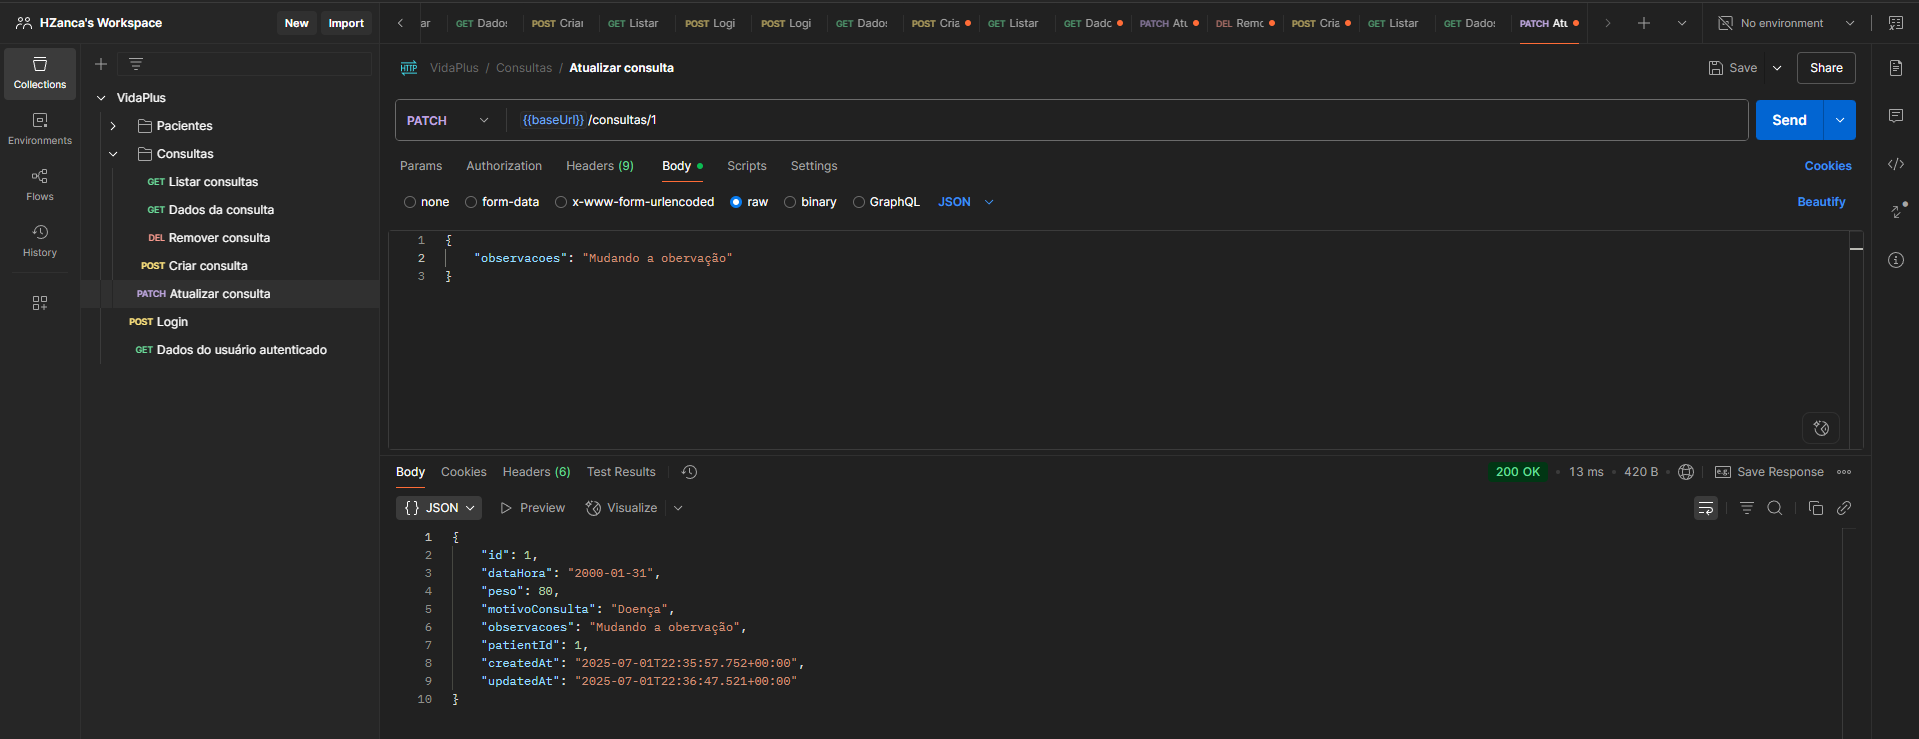 HZanca's Workspace
New
Import
ar
GET Dados
POST Criar
GET Listar
POST Logi
POST Logi
GET Dados
POST Cria
GET Listar
GET Dadc
PATCH Atu
DEL Remo
POST Cria
GET Listar
GET Dados
PATCH Atu
No environment
Collections
Environments
Flows
History
VidaPlus
Pacientes
Consultas
GET Listar consultas
GET Dados da consulta
DEL Remover consulta
POST Criar consulta
PATCH Atualizar consulta
POST Login
GET Dados do usuário autenticado
HTTP VidaPlus / Consultas / Atualizar consulta
Save
Share
PATCH {{baseUrl}} /consultas/1
Send
Params Authorization Headers (9) Body Scripts Settings
Cookies
none form-data x-www-form-urlencoded raw binary GraphQL JSON
Beautify
1 {
2 "observacoes": "Mudando a obervação"
3 }
Body Cookies Headers (6) Test Results
200 OK • 13 ms • 420 B •
e.g. Save Response
{} JSON Preview Visualize
1 {
2 "id": 1,
3 "dataHora": "2000-01-31",
4 "peso": 80,
5 "motivoConsulta": "Doença",
6 "observacoes": "Mudando a obervação",
7 "patientId": 1,
8 "createdAt": "2025-07-01T22:35:57.752+00:00",
9 "updatedAt": "2025-07-01T22:36:47.521+00:00"
10 }